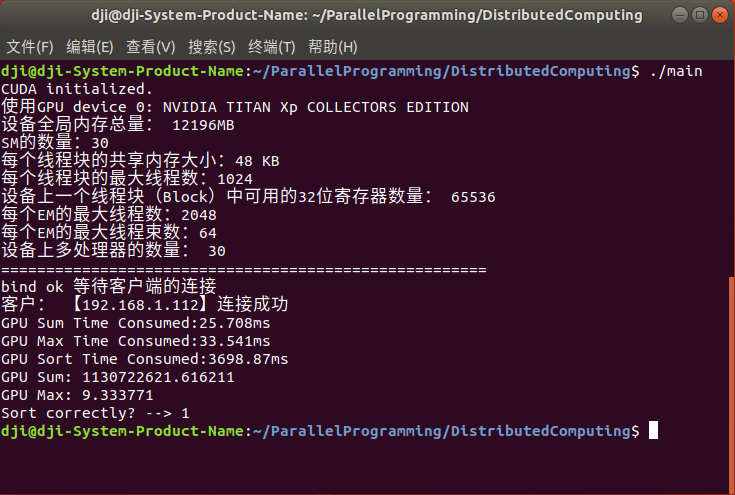 dji@dji-System-Product-Name: ~/ParallelProgramming/DistributedComputing
文件(F) 编辑(E) 查看(V) 搜索(S) 终端(T) 帮助(H)
dji@dji-System-Product-Name:~/ParallelProgramming/DistributedComputing$ ./main
CUDA initialized.
使用GPU device 0: NVIDIA TITAN Xp COLLECTORS EDITION
设备全局内存总量： 12196MB
SM的数量：30
每个线程块的共享内存大小：48 KB
每个线程块的最大线程数：1024
设备上一个线程块（Block）中可用的32位寄存器数量： 65536
每个EM的最大线程数：2048
每个EM的最大线程束数：64
设备上多处理器的数量： 30
======================================================
bind ok 等待客户端的连接
客户： 【192.168.1.112】连接成功
GPU Sum Time Consumed:25.708ms
GPU Max Time Consumed:33.541ms
GPU Sort Time Consumed:3698.87ms
GPU Sum: 1130722621.616211
GPU Max: 9.333771
Sort correctly? --> 1
dji@dji-System-Product-Name:~/ParallelProgramming/DistributedComputing$